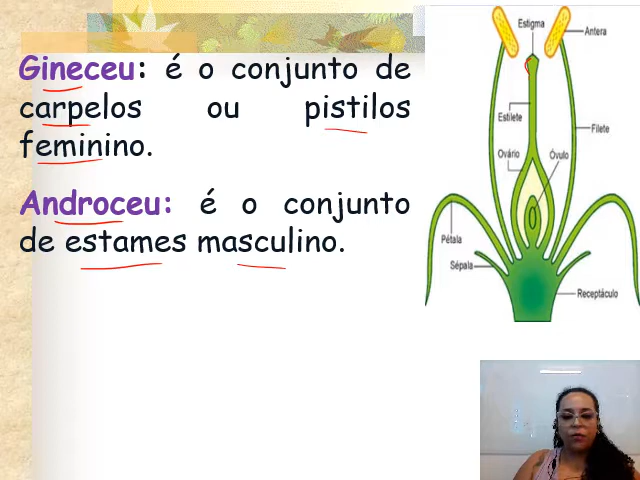 Gineceu: é o conjunto de
carpelos ou pistilos
feminino.
Androceu: é o conjunto
de estames masculino.
Estigma
Antera
Estilete
Filete
Ovário
Óvulo
Pétala
Sépala
Receptáculo